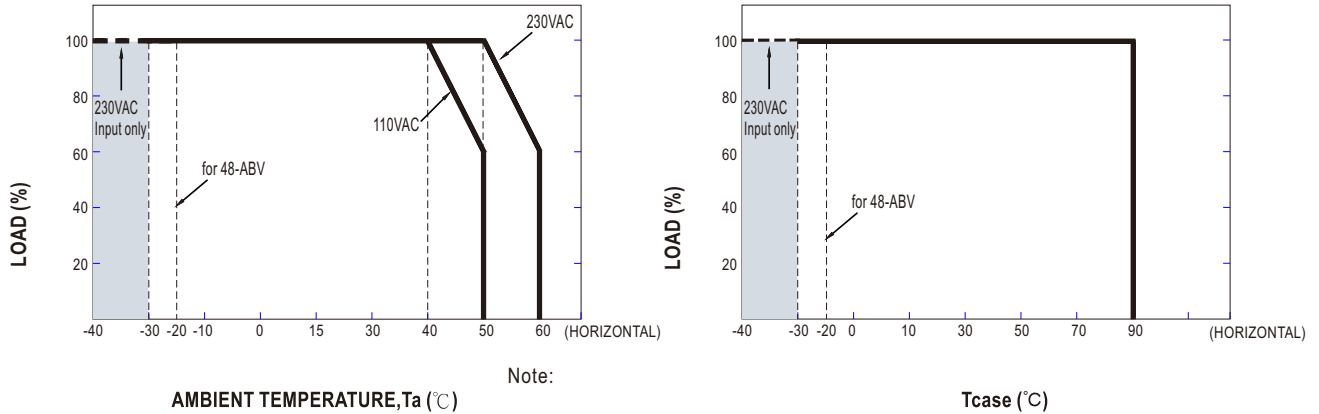 LOAD (%)
100
80
60
40
20
230VAC
Input only
for 48-ABV
110VAC
230VAC
-40 -30 -20 -10 0 15 30 40 50 60 (HORIZONTAL)
AMBIENT TEMPERATURE,Ta (℃)
Note:
LOAD (%)
100
80
60
40
20
230VAC
Input only
for 48-ABV
-40 -30 -20 0 10 30 50 70 90 (HORIZONTAL)
Tcase (℃)